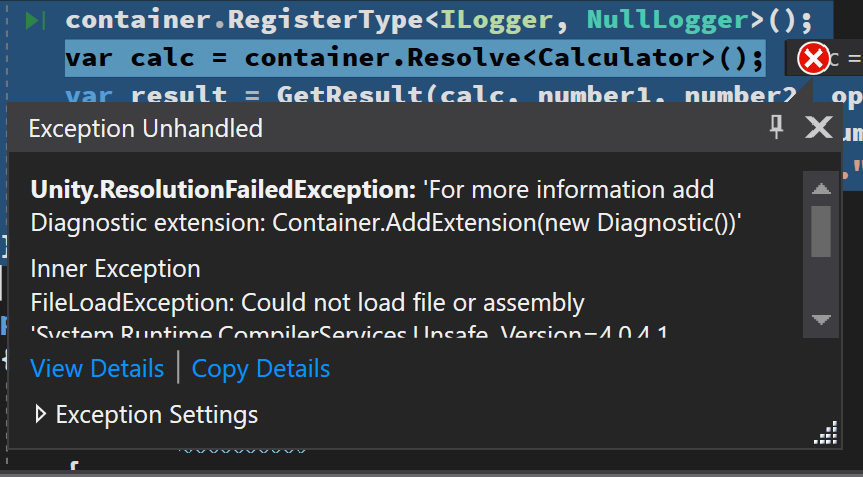 container.RegisterType<ILogger, NullLogger>();
var calc = container.Resolve<Calculator>();
c =
var result = GetResult(calc, number1, number2, op
Exception Unhandled
Unity.ResolutionFailedException: 'For more information add
Diagnostic extension: Container.AddExtension(new Diagnostic())'
Inner Exception
FileLoadException: Could not load file or assembly
'System.Runtime.CompilerServices.Unsafe, Version=4.0.4.1,
View Details | Copy Details
Exception Settings
{